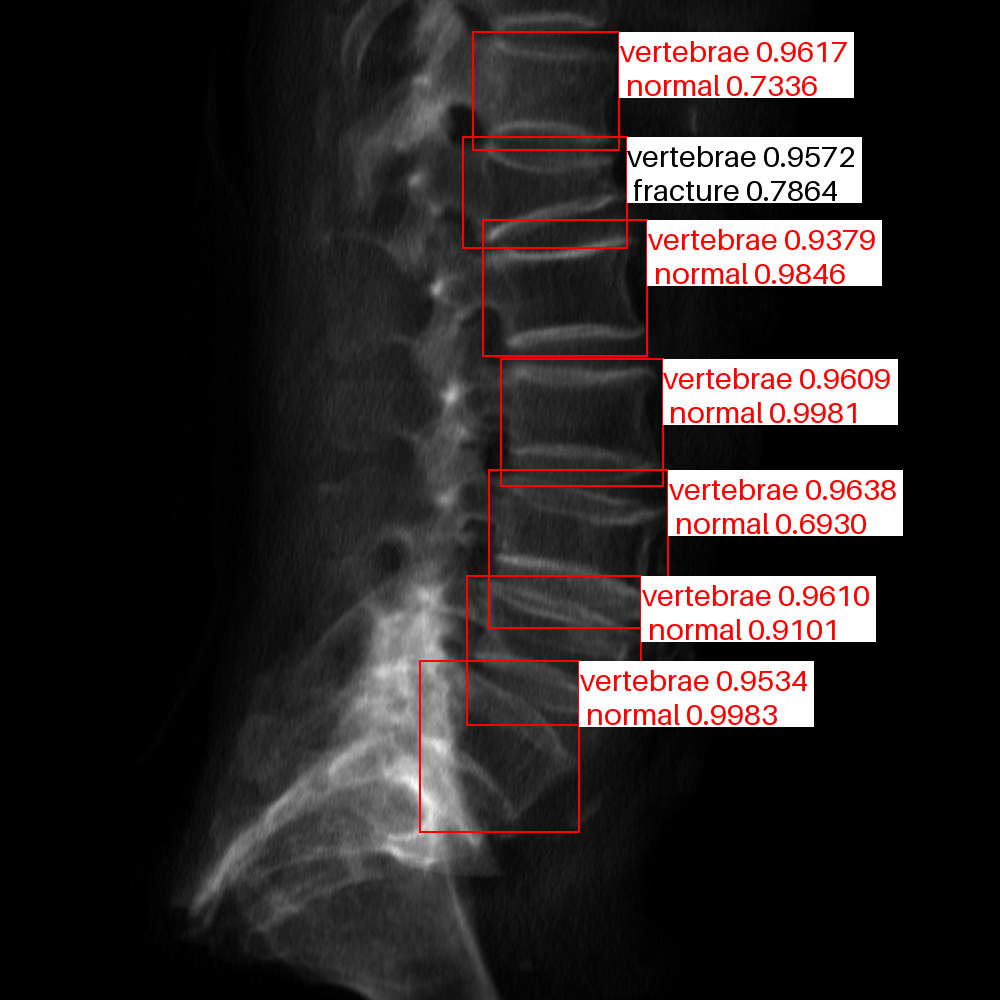 vertebrae 0.9617
normal 0.7336
vertebrae 0.9572
fracture 0.7864
vertebrae 0.9379
normal 0.9846
vertebrae 0.9609
normal 0.9981
vertebrae 0.9638
normal 0.6930
vertebrae 0.9610
normal 0.9101
vertebrae 0.9534
normal 0.9983